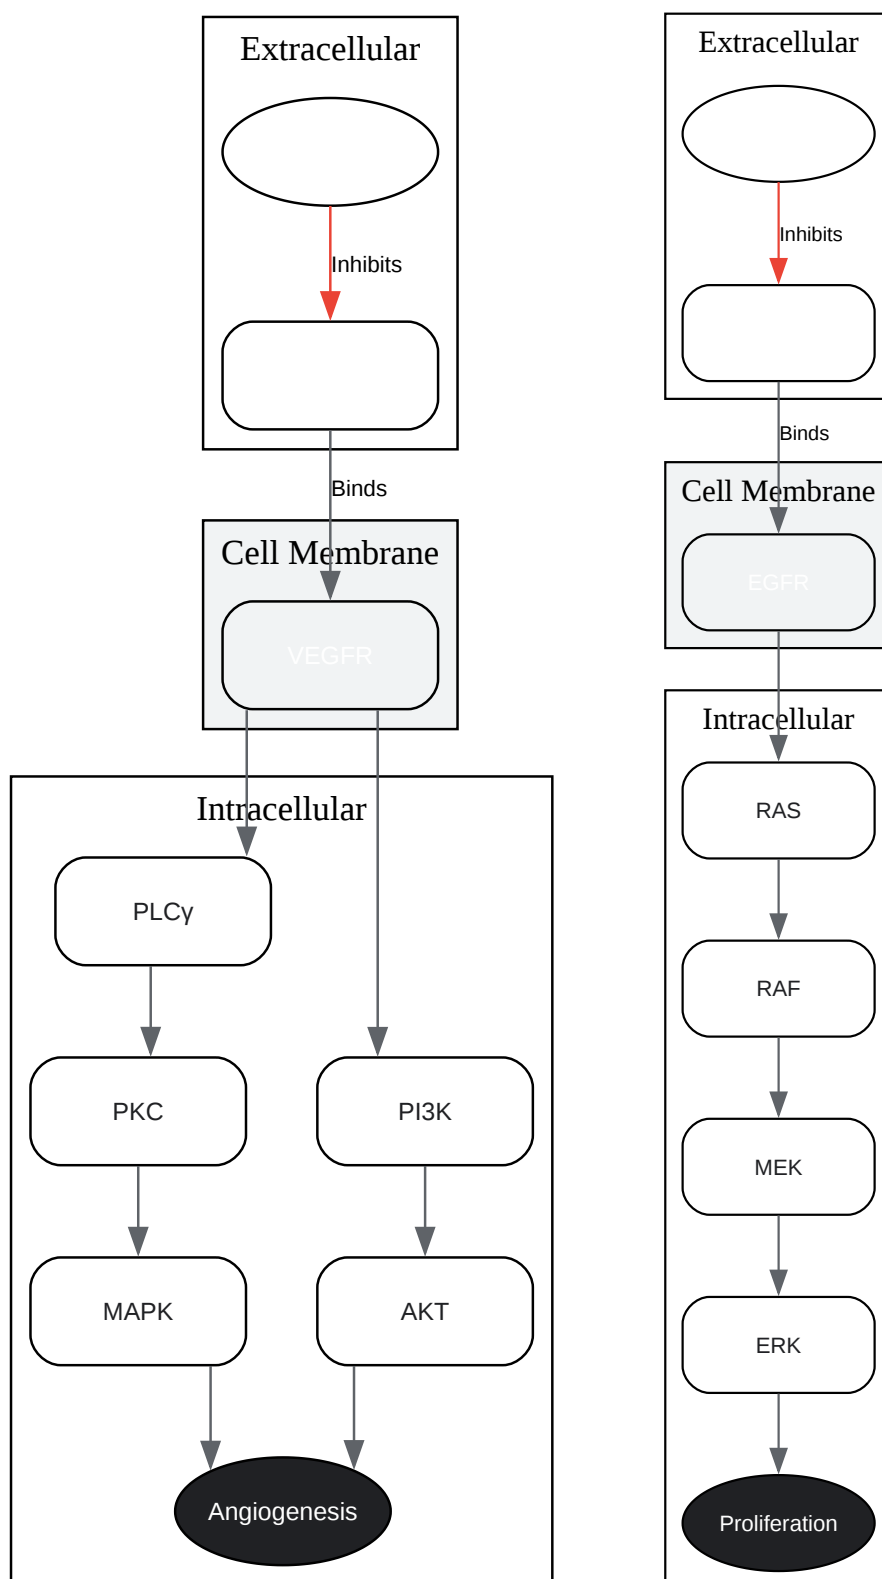 Extracellular
Inhibits
Binds
Cell Membrane
VEGFR
Intracellular
PLCγ
PKC
PI3K
MAPK
AKT
Angiogenesis
Extracellular
Inhibits
Binds
Cell Membrane
EGFR
Intracellular
RAS
RAF
MEK
ERK
Proliferation